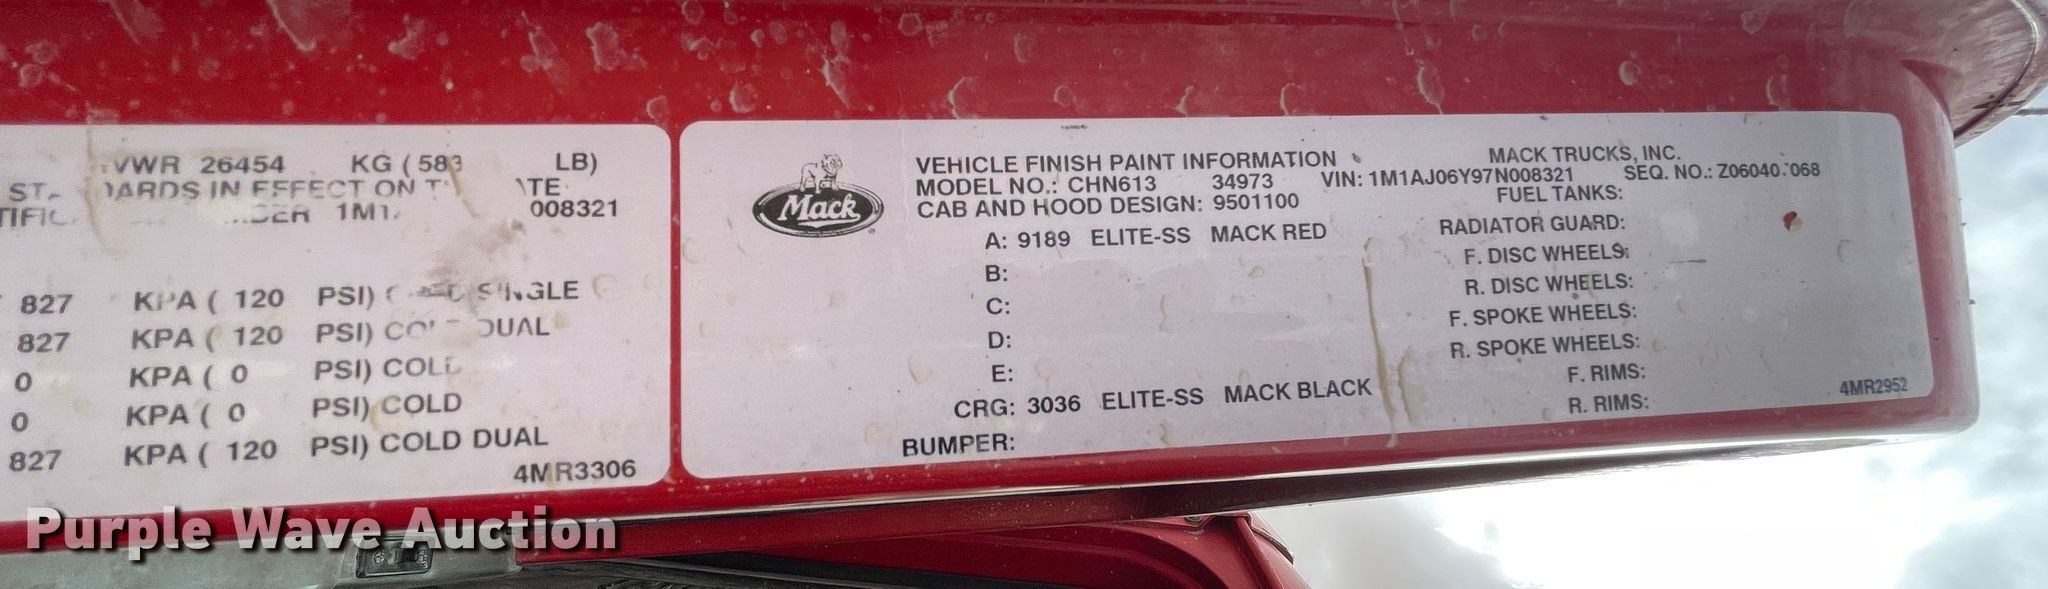 VWR 26454 KG ( 583 LB)
DARDS IN EFFECT ON
1M1 008321
827 KPA ( 120 PSI) SINGLE
827 KPA ( 120 PSI) COLD DUAL
0 KPA ( 0 PSI) COLD
0 KPA ( 0 PSI) COLD
827 KPA ( 120 PSI) COLD DUAL
4MR3306
Mack
VEHICLE FINISH PAINT INFORMATION MACK TRUCKS, INC.
MODEL NO.: CHN613 34973 VIN: 1M1AJ06Y97N008321 SEQ. NO.:
CAB AND HOOD DESIGN: 9501100 FUEL TANKS:
A: 9189 ELITE-SS MACK RED RADIATOR GUARD:
B: F. DISC WHEELS:
C: R. DISC WHEELS:
D: F. SPOKE WHEELS:
E: R. SPOKE WHEELS:
F. RIMS:
CRG: 3036 ELITE-SS MACK BLACK R. RIMS:
BUMPER:
4MR2952
Purple Wave Auction